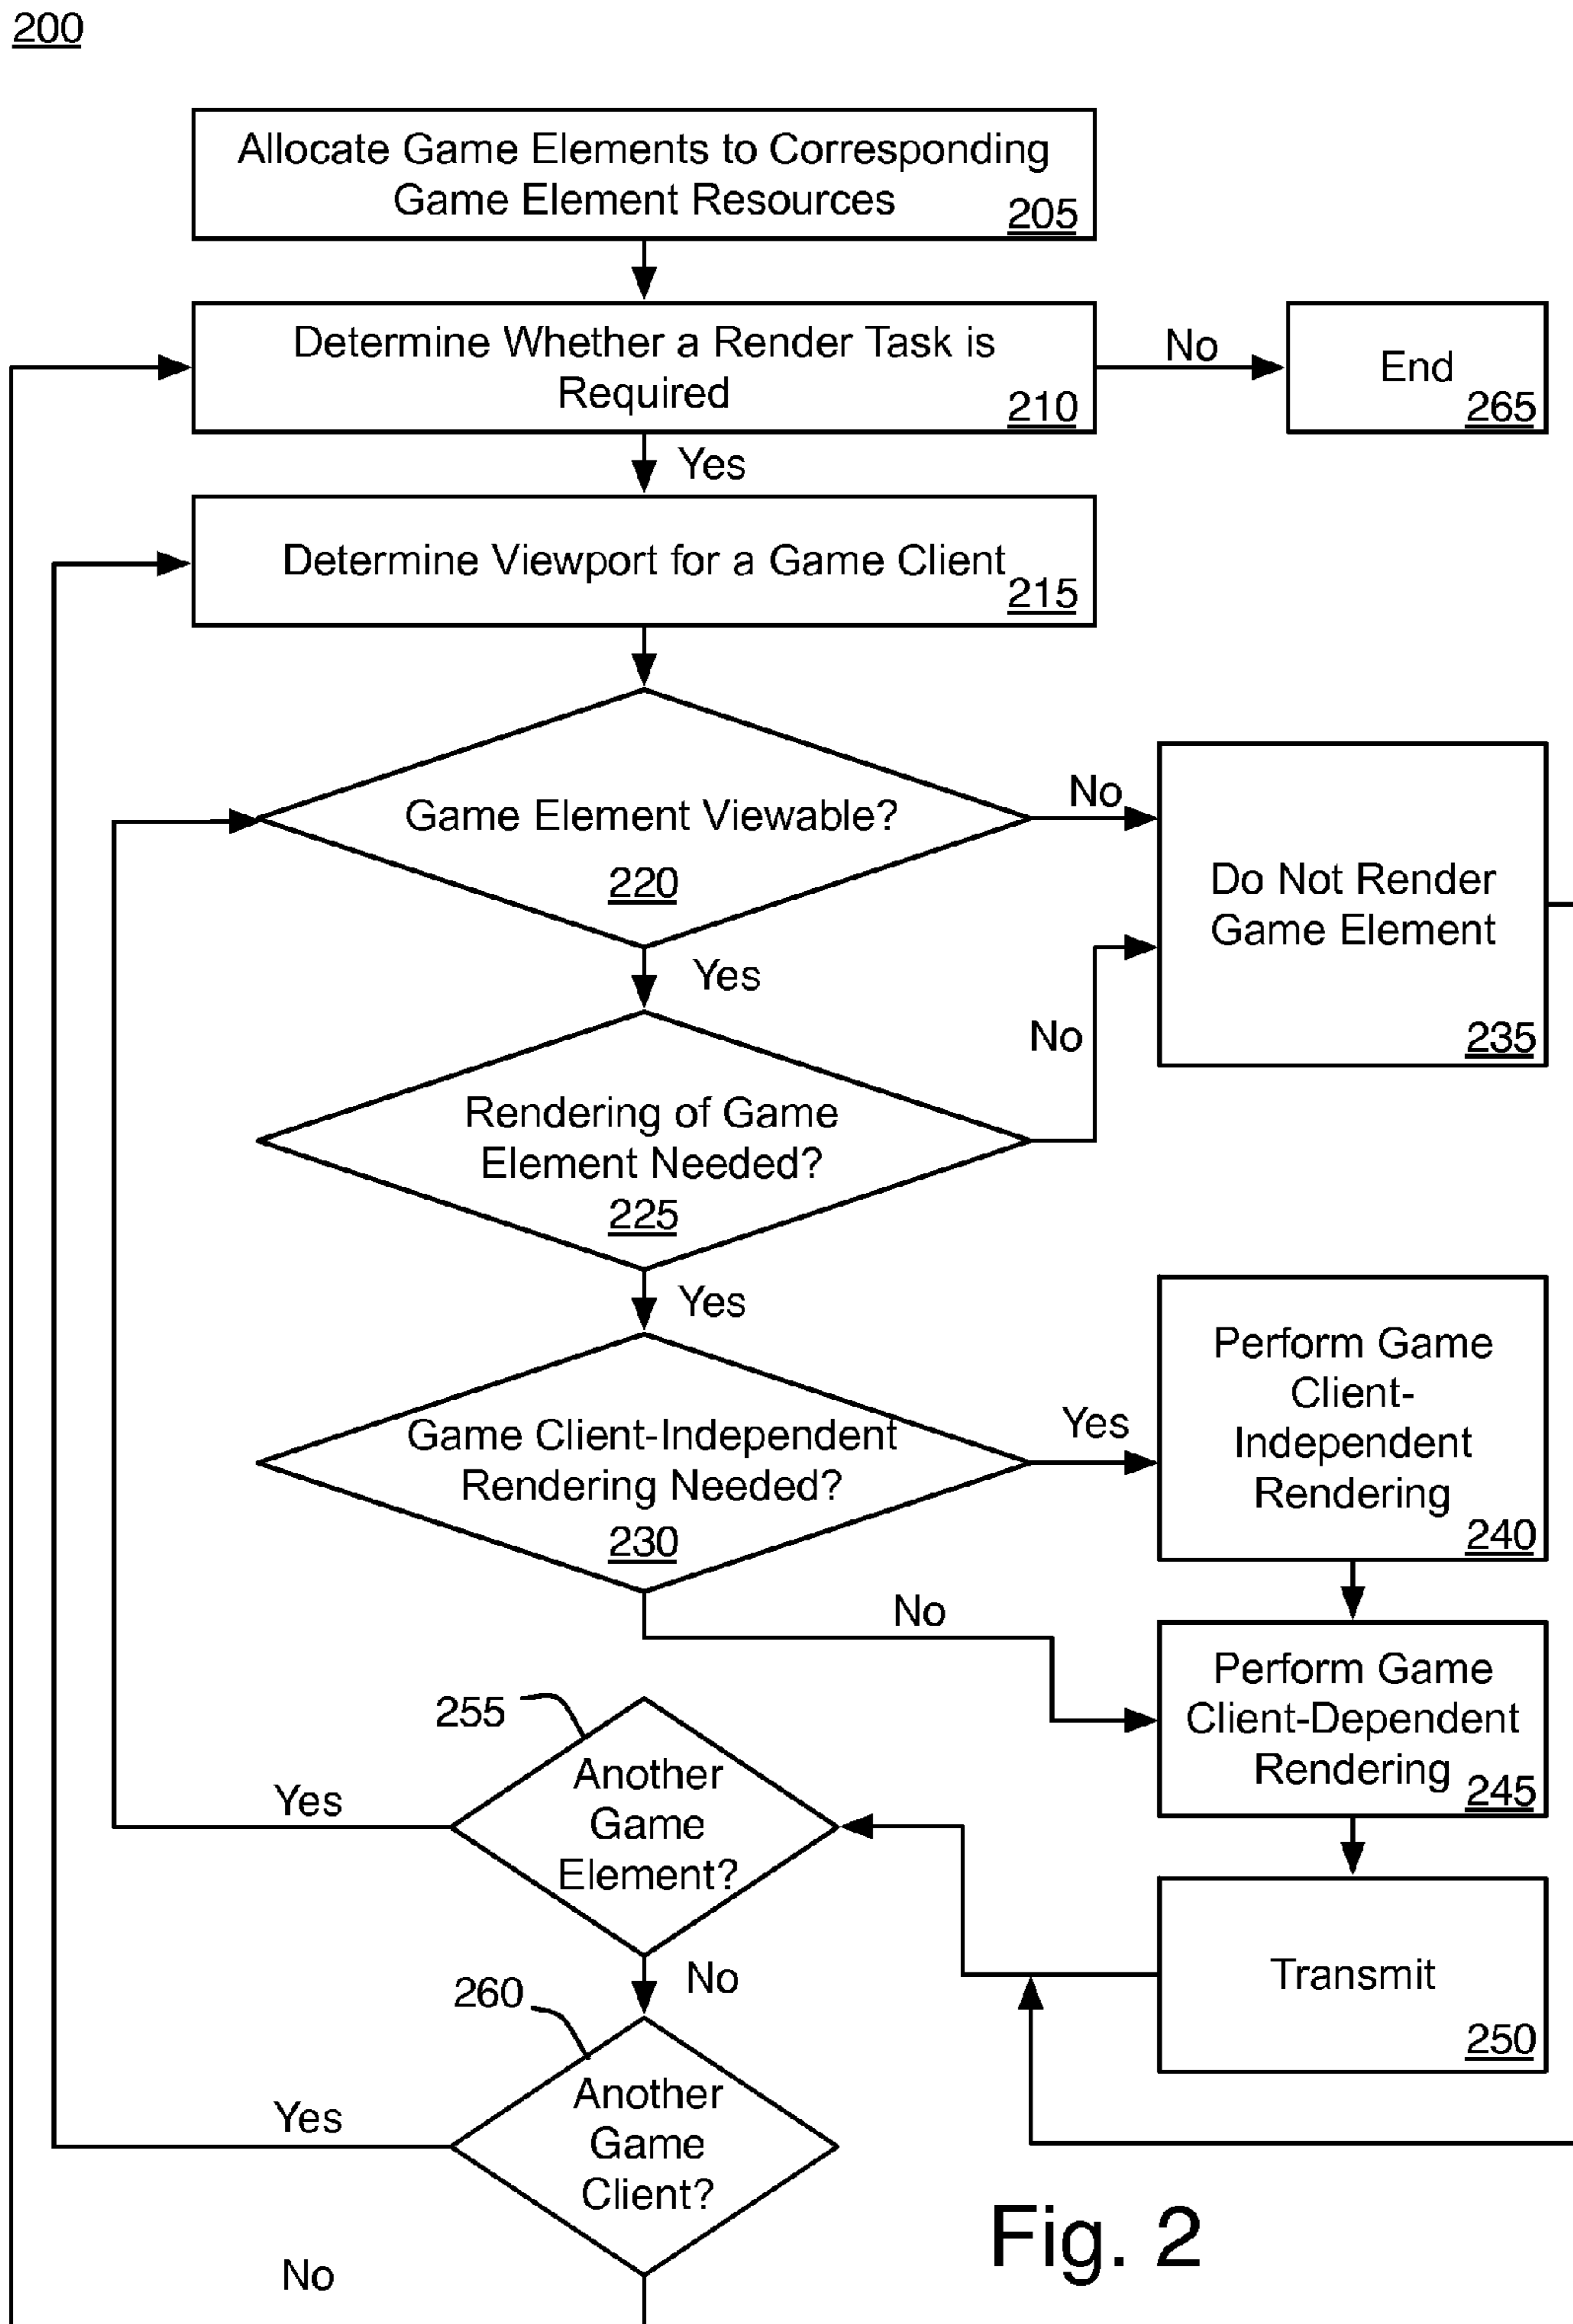 200
Allocate Game Elements to Corresponding
Game Element Resources
205
Determine Whether a Render Task is
Required
210
No
End
265
Yes
Determine Viewport for a Game Client
215
Game Element Viewable?
220
No
Do Not Render
Game Element
235
Yes
No
Rendering of Game
Element Needed?
225
Yes
Game Client-Independent
Rendering Needed?
230
Yes
Perform Game
Client-
Independent
Rendering
240
No
Perform Game
Client-Dependent
Rendering
245
255
Another
Game
Element?
Yes
No
Transmit
250
260
Another
Game
Client?
Yes
No
Fig. 2